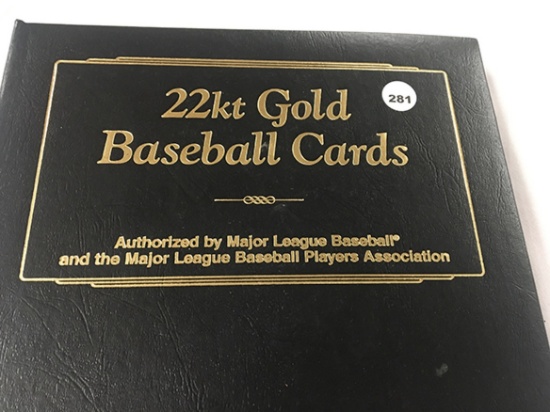 22kt Gold
281
Baseball Cards
Authorized by Major League Baseball®
and the Major League Baseball Players Association